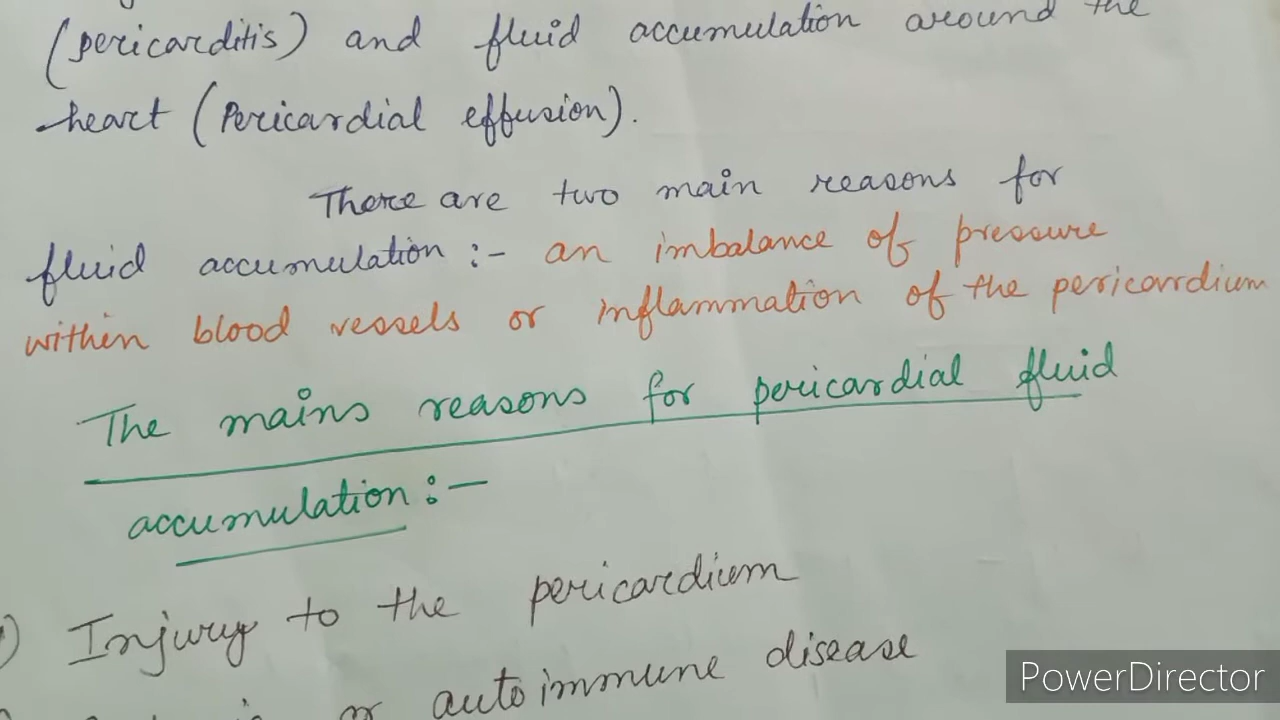 (pericarditis) and fluid accumulation around the
heart (Pericardial effusion).
There are two main reasons for
fluid accumulation :- an imbalance of pressure
within blood vessels or inflammation of the pericardium
The mains reasons for pericardial fluid
accumulation :-
Injury to the pericardium
or autoimmune disease
PowerDirector